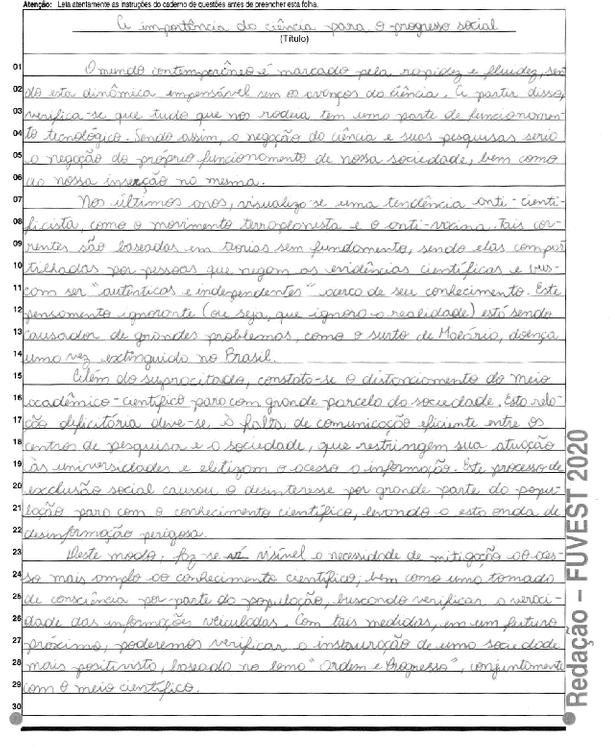 Atenção: Leia atentamente as instruções do caderno de questões antes de preencher esta folha.
A importância da ciência para o progresso social
(Título)
01 O mundo contemporâneo é marcado pela rapidez e fluidez, sen
02 do esta dinâmica impensável sem os avanços da ciência. A partir disso,
03 verifica-se que tudo que nos rodeia tem uma parte de funcionamen-
04 to tecnológico. Sendo assim, a negação da ciência e suas pesquisas seria
05 a negação do próprio funcionamento de nossa sociedade, bem como
06 da nossa inserção na mesma.
07 Nos últimos anos, visualiza-se uma tendência anti-cienti-
08 ficista, como o movimento terraplanista e o anti-vacina. Tais cor-
09 rentes são baseadas em teorias sem fundamento, sendo elas compar
10 tilhadas por pessoas que negam as evidências científicas e bus-
11 cam ser "autênticas e independentes" acerca de seu conhecimento. Este
12 pensamento ignorante (ou seja, que ignora a realidade) está sendo
13 causador de grandes problemas, como o surto de Malária, doença
14 uma vez extinguida no Brasil.
15 Além do supracitado, constata-se o distanciamento do meio
16 acadêmico-científico para com grande parcela da sociedade. Esta rela-
17 ção deficitária deve-se, à falta de comunicação eficiente entre os
18 centros de pesquisa e a sociedade, que restringem sua atuação
19 às universidades e elitizam o acesso a informação. Este processo de
20 exclusão social causou o desinteresse por grande parte da popu-
21 lação para com o conhecimento científico, levando a esta onda de
22 desinformação perigosa.
23 Deste modo, faz-se visível a necessidade de mitigação ao aces-
24 so mais amplo ao conhecimento científico, bem como uma tomada
25 de consciência por parte da população, buscando verificar a veraci-
26 dade das informações veiculadas. Com tais medidas, em um futuro
27 próximo, poderemos verificar a instauração de uma sociedade
28 mais positivista, baseada no lema "Ordem e Progresso", conjuntamente
29 com o meio científico.
30
Redação – FUVEST 2020